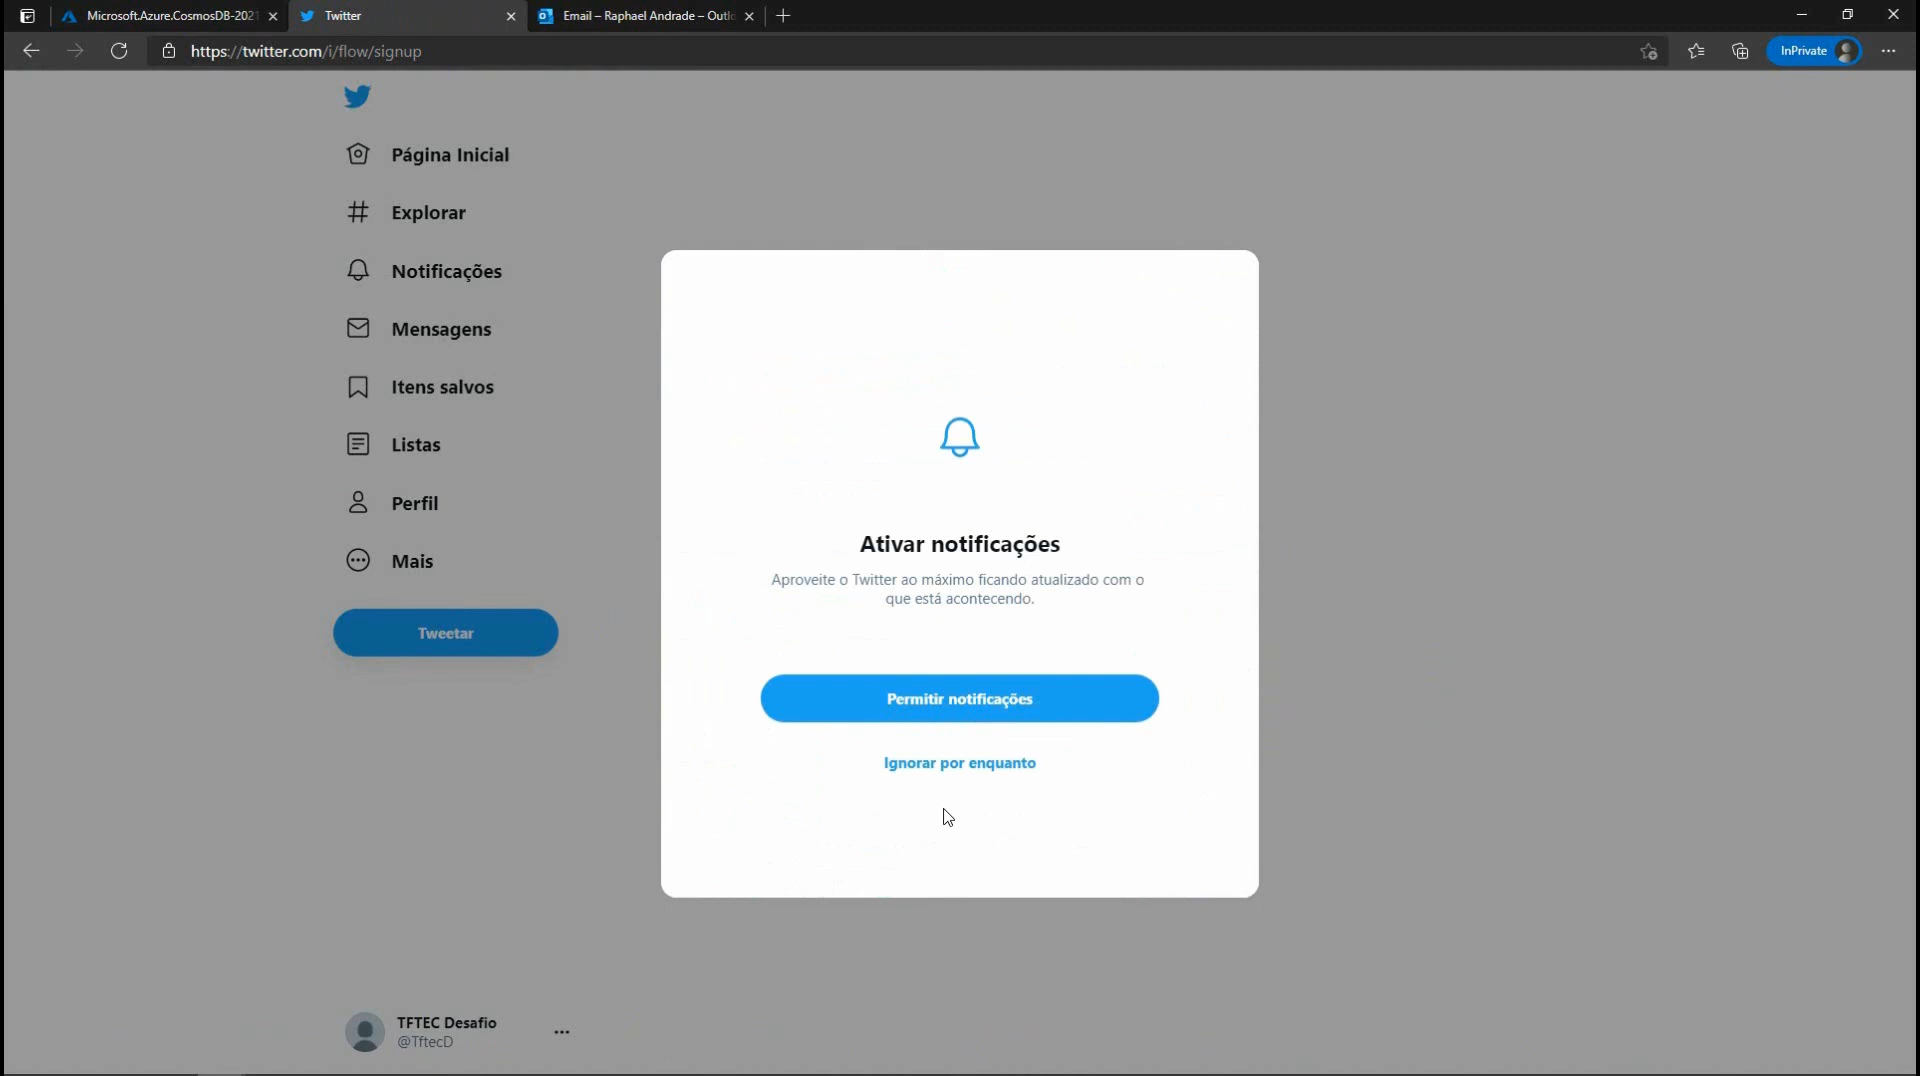 Microsoft.Azure.CosmosDB-2021
Twitter
Email – Raphael Andrade – Outlo
https://twitter.com/i/flow/signup
InPrivate
Página Inicial
Explorar
Notificações
Mensagens
Itens salvos
Listas
Perfil
Mais
Tweetar
Ativar notificações
Aproveite o Twitter ao máximo ficando atualizado com o
que está acontecendo.
Permitir notificações
Ignorar por enquanto
TFTEC Desafio
@TftecD